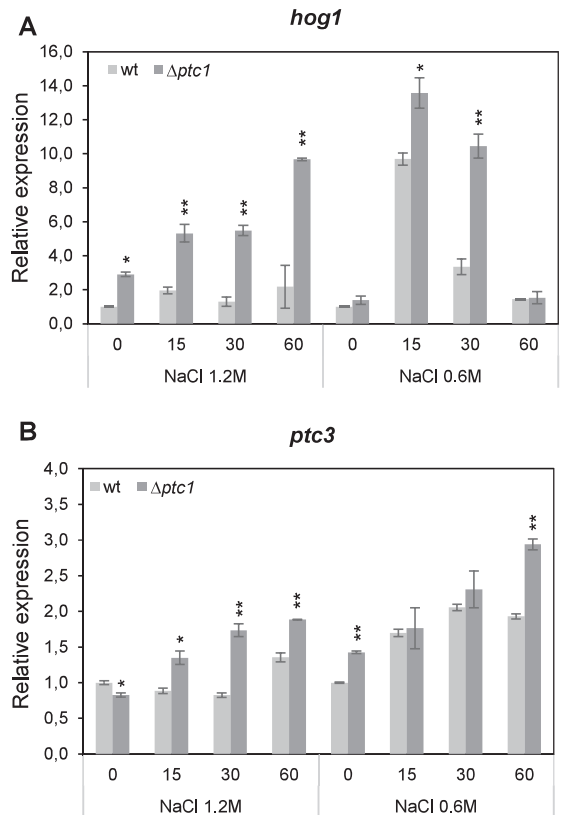 A
hog1
16,0
14,0
12,0
10,0
8,0
6,0
4,0
2,0
0,0
Relative expression
wt Δptc1
*
**
**
**
*
**
0 15 30 60 0 15 30 60
NaCl 1.2M NaCl 0.6M
B
ptc3
4,0
3,5
3,0
2,5
2,0
1,5
1,0
0,5
0,0
Relative expression
wt Δptc1
*
*
**
**
**
**
0 15 30 60 0 15 30 60
NaCl 1.2M NaCl 0.6M